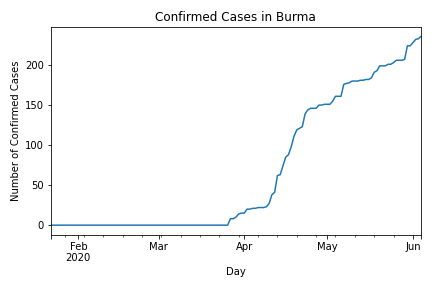 Confirmed Cases in Burma
Number of Confirmed Cases
200
150
100
50
0
Feb
2020
Mar
Apr
May
Jun
Day